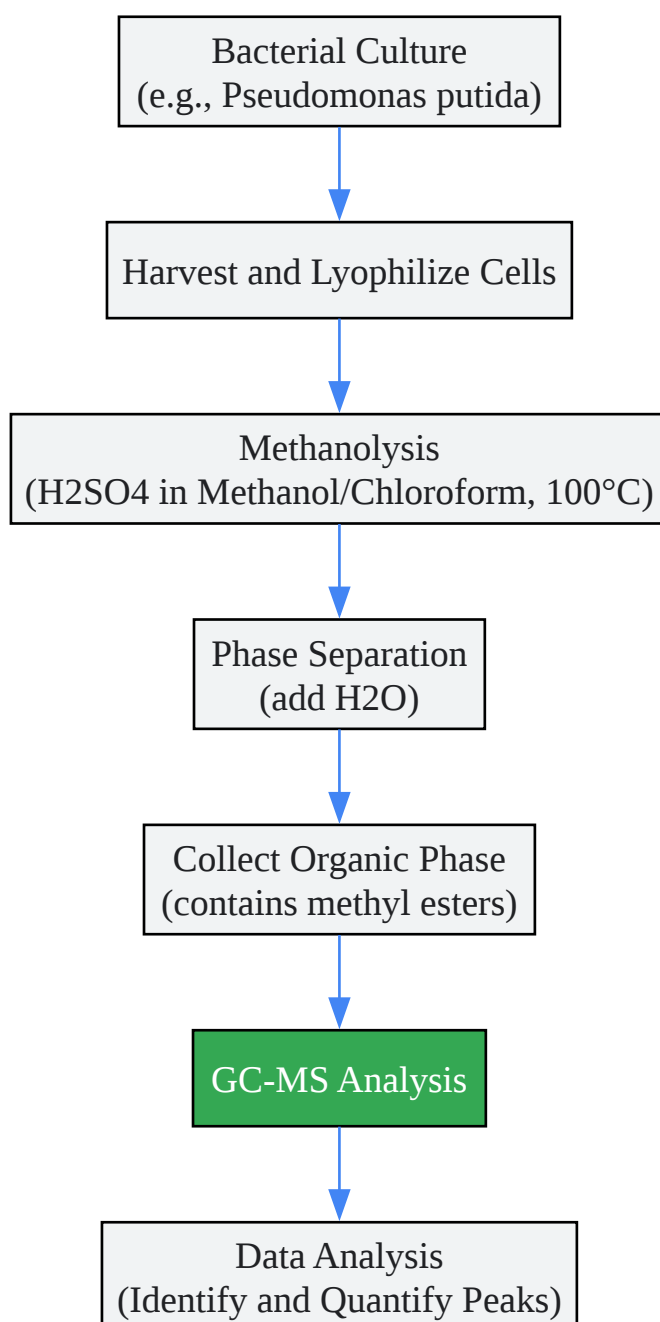 Bacterial Culture
(e.g., Pseudomonas putida)
Harvest and Lyophilize Cells
Methanolysis
(H2SO4 in Methanol/Chloroform, 100°C)
Phase Separation
(add H2O)
Collect Organic Phase
(contains methyl esters)
GC-MS Analysis
Data Analysis
(Identify and Quantify Peaks)